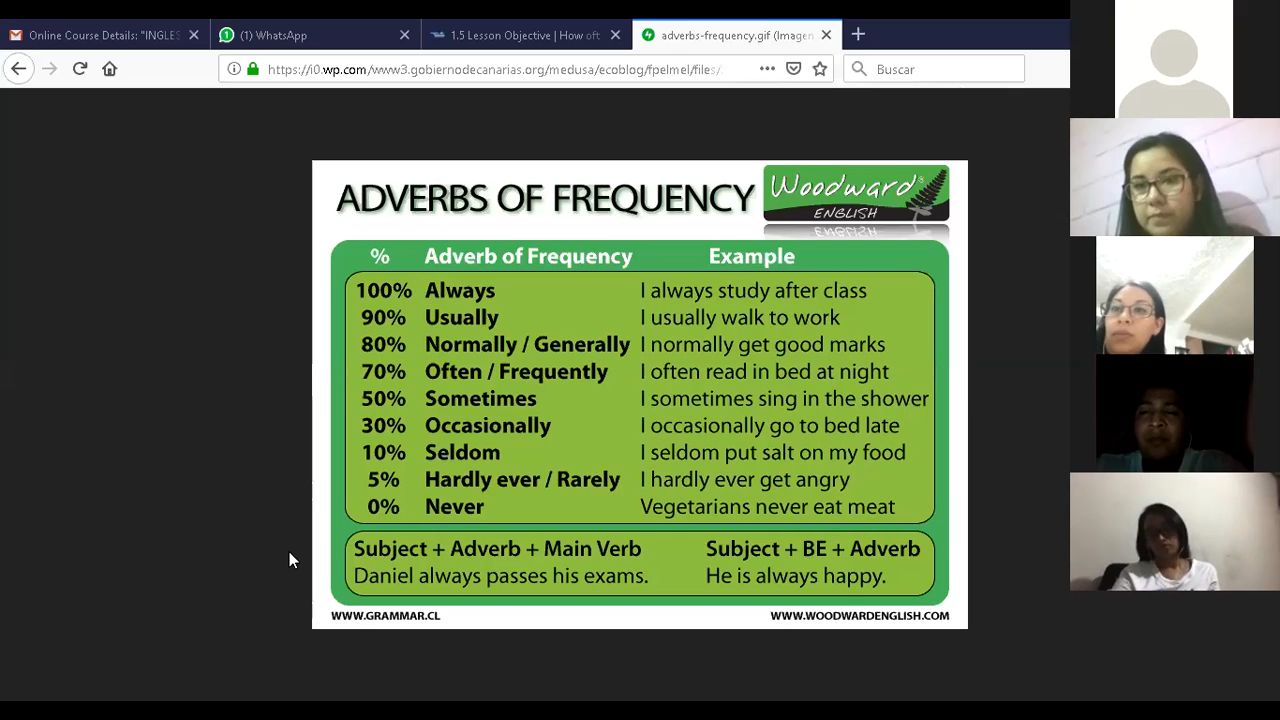 Online Course Details: "INGLES
(1) WhatsApp
1.5 Lesson Objective | How oft
adverbs-frequency.gif (Imagen
https://i0.wp.com/www3.gobiernodecanarias.org/medusa/ecoblog/fpelmel/files/
Buscar
ADVERBS OF FREQUENCY
Woodward®
ENGLISH
% Adverb of Frequency Example
100% Always I always study after class
90% Usually I usually walk to work
80% Normally / Generally I normally get good marks
70% Often / Frequently I often read in bed at night
50% Sometimes I sometimes sing in the shower
30% Occasionally I occasionally go to bed late
10% Seldom I seldom put salt on my food
5% Hardly ever / Rarely I hardly ever get angry
0% Never Vegetarians never eat meat
Subject + Adverb + Main Verb Subject + BE + Adverb
Daniel always passes his exams. He is always happy.
WWW.GRAMMAR.CL WWW.WOODWARDENGLISH.COM